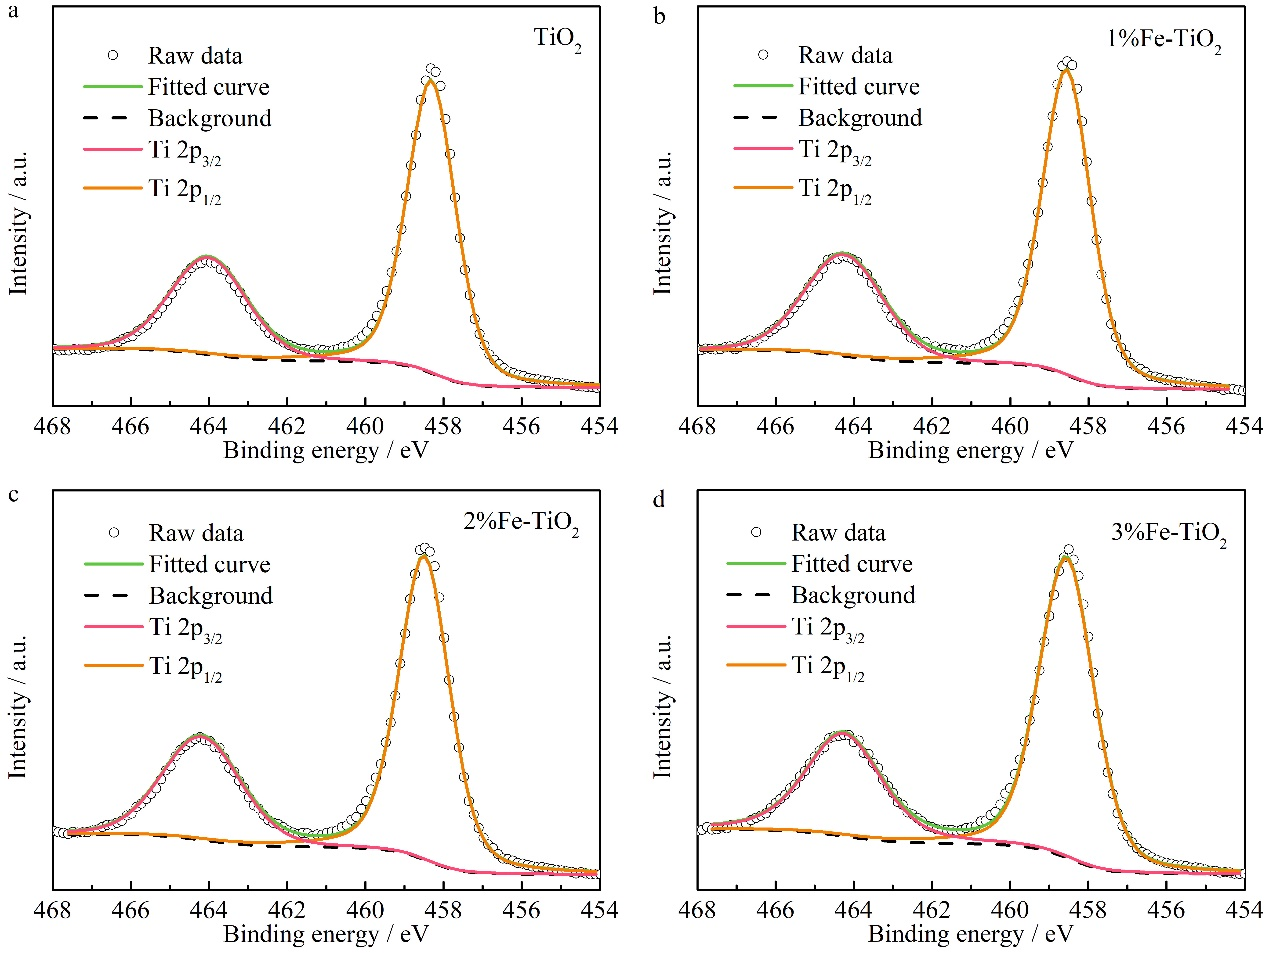 a
TiO2
Raw data
Fitted curve
Background
Ti 2p3/2
Ti 2p1/2
Intensity / a.u.
468 466 464 462 460 458 456 454
Binding energy / eV
b
1%Fe-TiO2
Raw data
Fitted curve
Background
Ti 2p3/2
Ti 2p1/2
Intensity / a.u.
468 466 464 462 460 458 456 454
Binding energy / eV
c
2%Fe-TiO2
Raw data
Fitted curve
Background
Ti 2p3/2
Ti 2p1/2
Intensity / a.u.
468 466 464 462 460 458 456 454
Binding energy / eV
d
3%Fe-TiO2
Raw data
Fitted curve
Background
Ti 2p3/2
Ti 2p1/2
Intensity / a.u.
468 466 464 462 460 458 456 454
Binding energy / eV